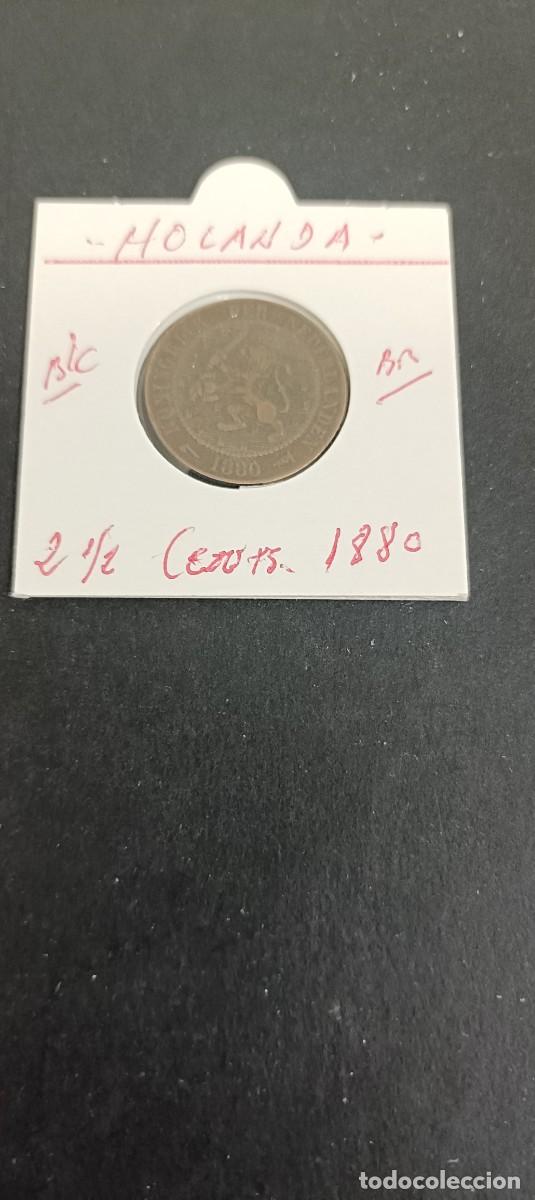 - HOLANDA -
BC
BR
KONINGRIJK DER NEDERLANDEN
1880
2 1/2 Cents. 1880
todocoleccion